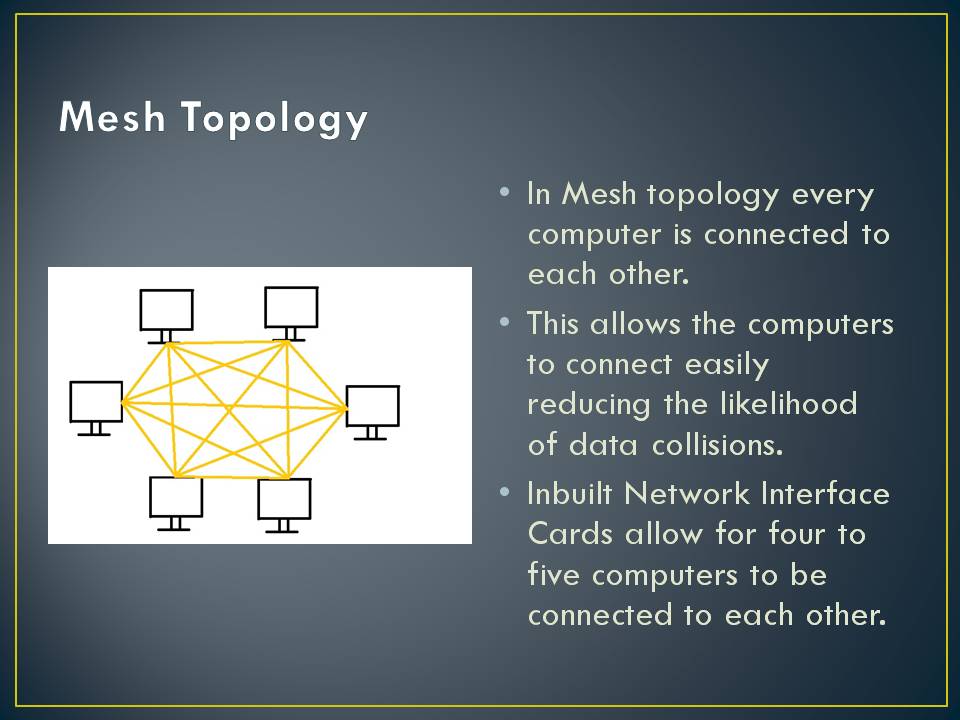 Mesh Topology
• In Mesh topology every
computer is connected to
each other.
• This allows the computers
to connect easily
reducing the likelihood
of data collisions.
• Inbuilt Network Interface
Cards allow for four to
five computers to be
connected to each other.